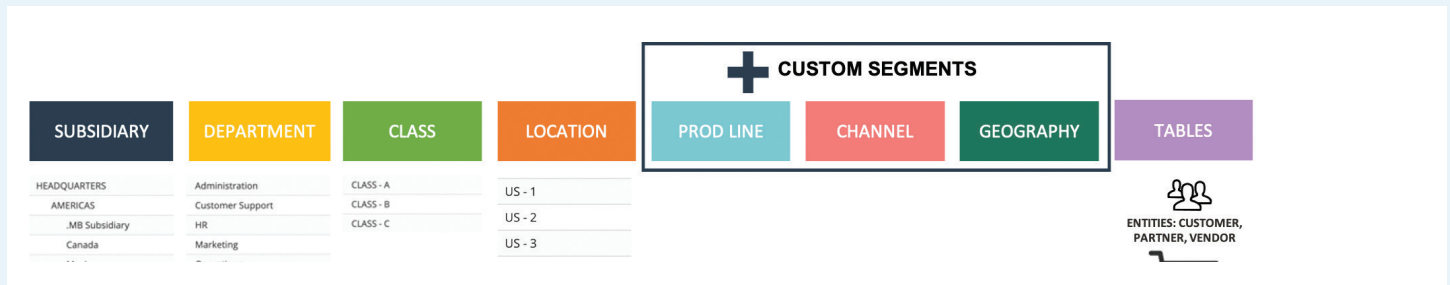 CUSTOM SEGMENTS
SUBSIDIARY
DEPARTMENT
CLASS
LOCATION
PROD LINE
CHANNEL
GEOGRAPHY
TABLES
HEADQUARTERS
AMERICAS
.MB Subsidiary
Canada
Administration
Customer Support
HR
Marketing
CLASS - A
CLASS - B
CLASS - C
US - 1
US - 2
US - 3
ENTITIES: CUSTOMER,
PARTNER, VENDOR